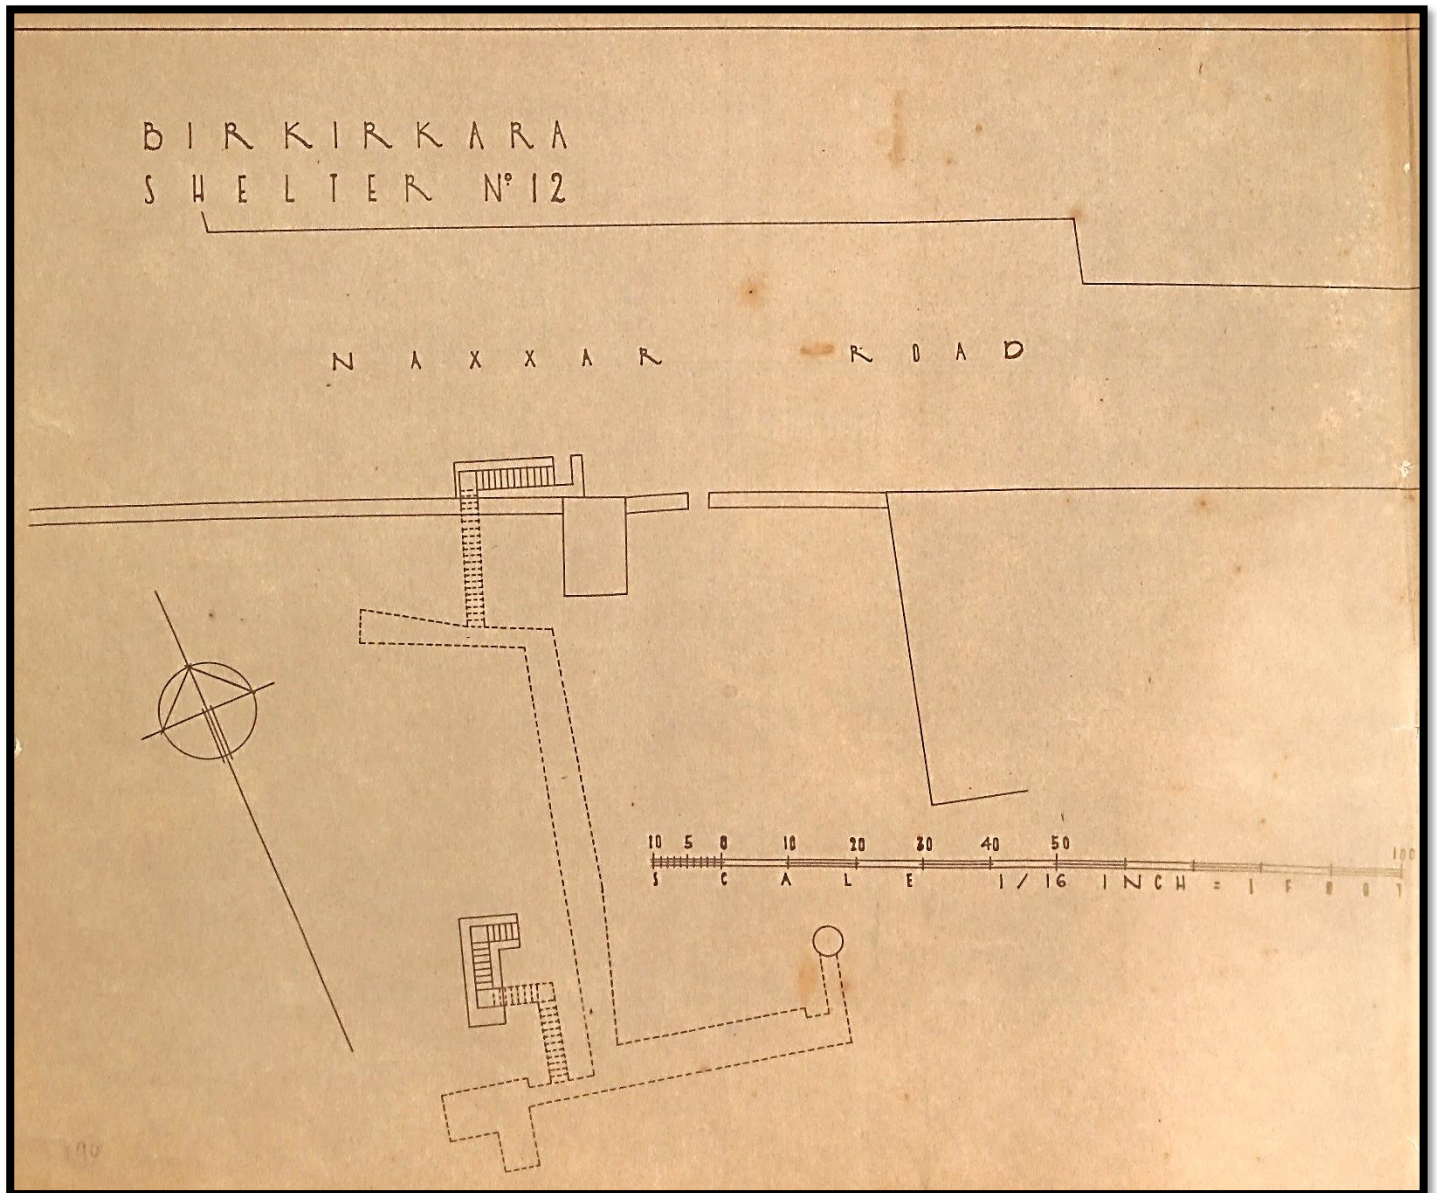 BIRKIRKARA
SHELTER Nº 12
NAXXAR ROAD
10 5 0 10 20 30 40 50 100
SCALE 1/16 INCH = 1 FOOT